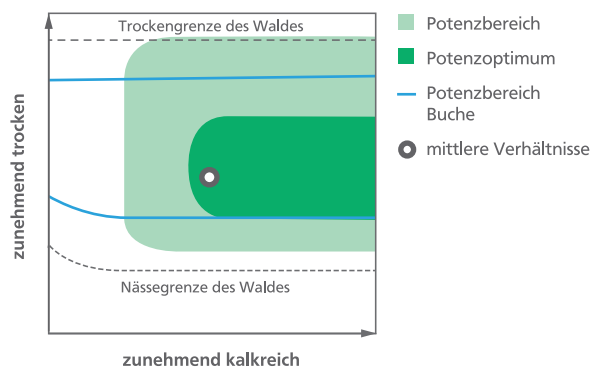 Trockengrenze des Waldes
Nässegrenze des Waldes
zunehmend trocken
zunehmend kalkreich
Potenzbereich
Potenzoptimum
Potenzbereich
Buche
mittlere Verhältnisse